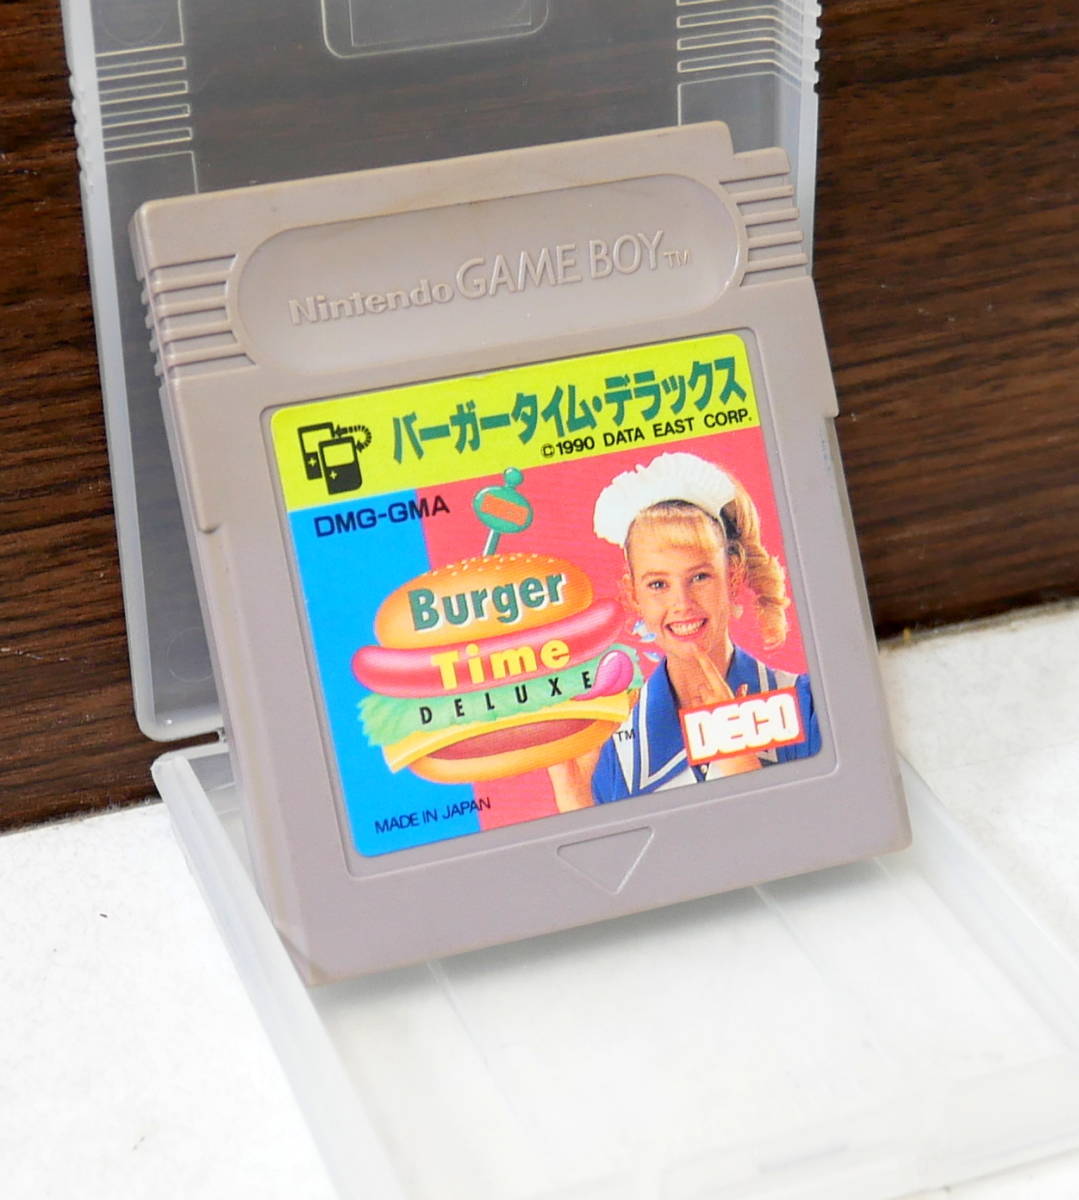 Nintendo GAME BOY™
バーガータイム・デラックス
©1990 DATA EAST CORP.
DMG-GMA
Burger
Time
DELUXE
TM
DECO
MADE IN JAPAN